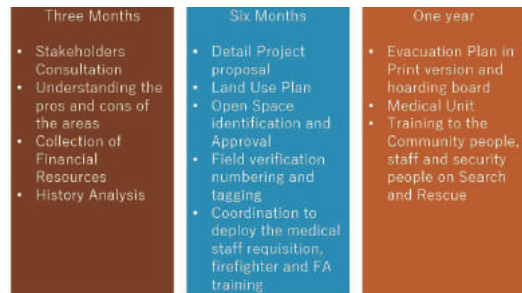 Three Months
• Stakeholders
Consultation
• Understanding the
pros and cons of
the areas
• Collection of
Financial
Resources
• History Analysis
Six Months
• Detail Project
proposal
• Land Use Plan
• Open Space
identification and
Approval
• Field verification
numbering and
tagging
• Coordination to
deploy the medical
staff requisition,
firefighter and FA
training
One year
• Evacuation Plan in
Print version and
hoarding board
• Medical Unit
• Training to the
Community people,
staff and security
people on Search
and Rescue